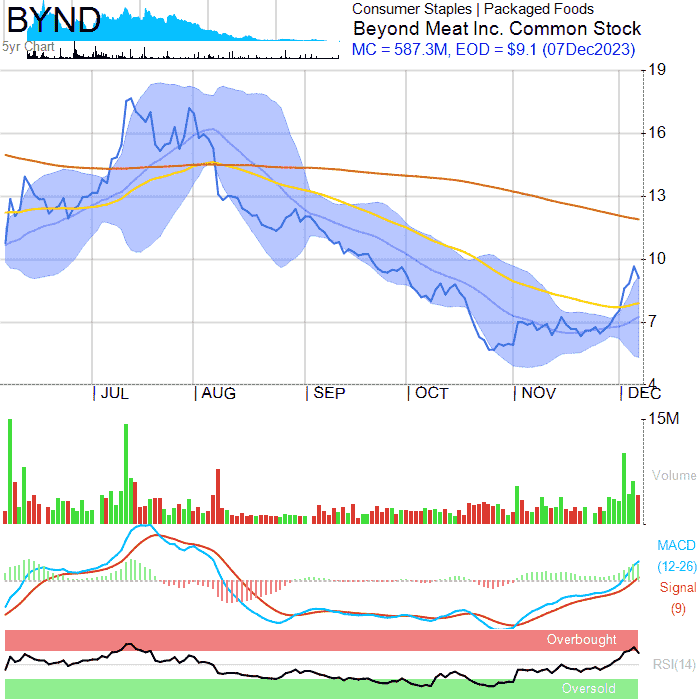 BYND
5yr Chart
Consumer Staples | Packaged Foods
Beyond Meat Inc. Common Stock
MC = 587.3M, EOD = $9.1 (07Dec2023)
19
16
13
10
7
4
JUL AUG SEP OCT NOV DEC
15M
Volume
MACD
(12-26)
Signal
(9)
Overbought
RSI(14)
Oversold